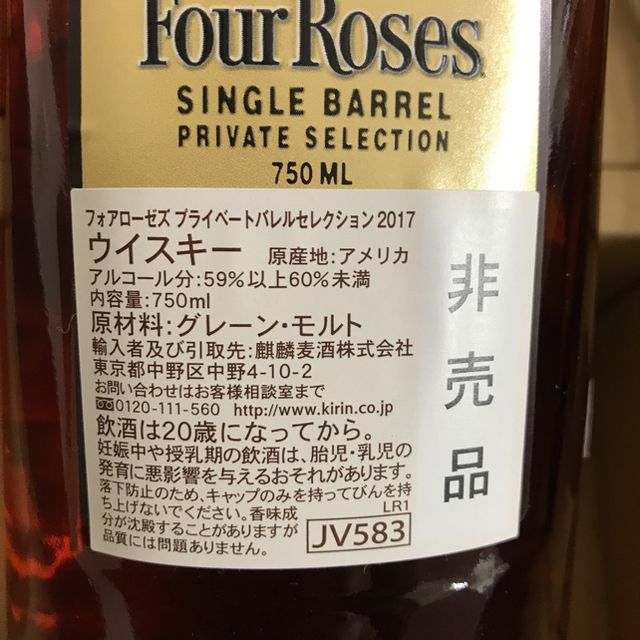 Four Roses
SINGLE BARREL
PRIVATE SELECTION
750 ML
フォアローゼズ プライベートバレルセレクション2017
ウイスキー 原産地:アメリカ
アルコール分:59%以上60%未満
内容量:750ml
原材料:グレーン・モルト
輸入者及び引取先:麒麟麦酒株式会社
東京都中野区中野4-10-2
お問い合わせはお客様相談室まで
0120-111-560 http://www.kirin.co.jp
飲酒は20歳になってから。
妊娠中や授乳期の飲酒は、胎児・乳児の
発育に悪影響を与えるおそれがあります。
落下防止のため、キャップのみを持ってびんを持
ち上げないでください。香味成 LR1
分が沈殿することがありますが
品質には問題ありません。 JV583
非売品